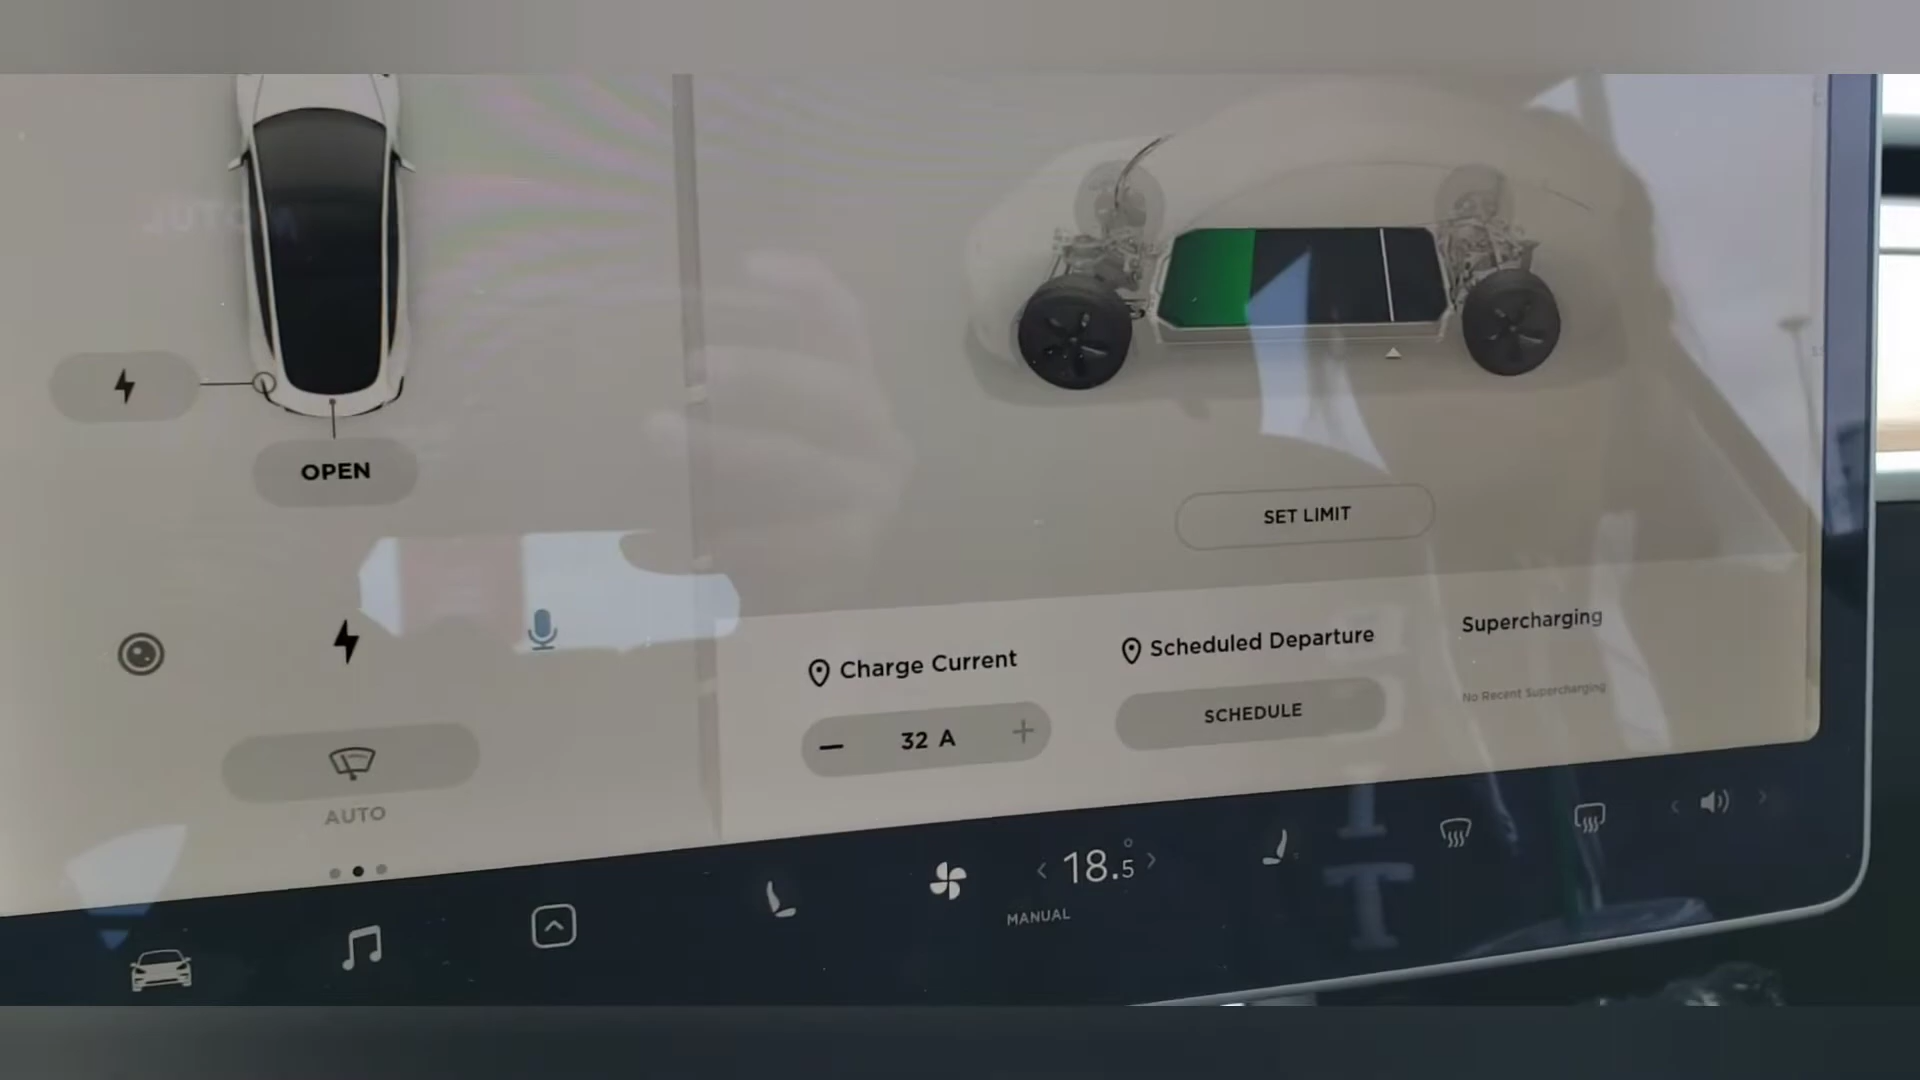 OPEN
SET LIMIT
Charge Current
Scheduled Departure
Supercharging
32 A
SCHEDULE
No Recent Supercharging
AUTO
18.5°
MANUAL